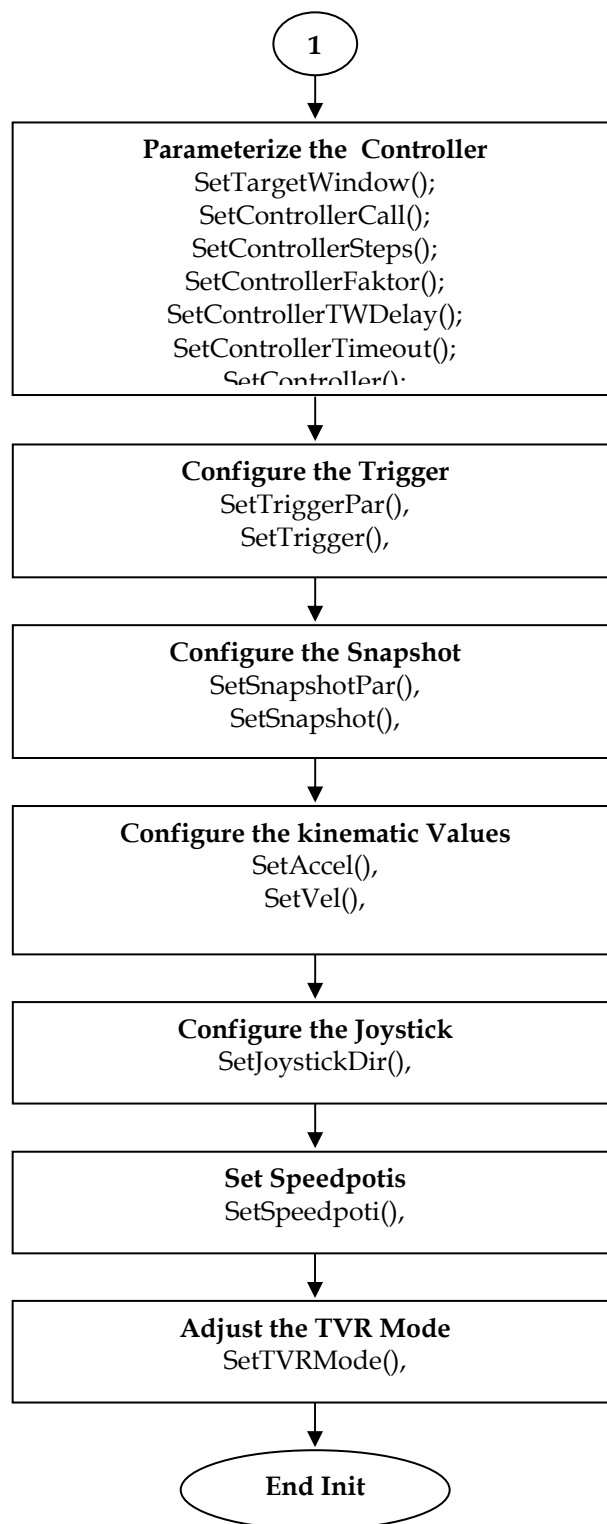 1
Parameterize the Controller
SetTargetWindow();
SetControllerCall();
SetControllerSteps();
SetControllerFaktor();
SetControllerTWDelay();
SetControllerTimeout();
SetController();
Configure the Trigger
SetTriggerPar(),
SetTrigger(),
Configure the Snapshot
SetSnapshotPar(),
SetSnapshot(),
Configure the kinematic Values
SetAccel(),
SetVel(),
Configure the Joystick
SetJoystickDir(),
Set Speedpotis
SetSpeedpoti(),
Adjust the TVR Mode
SetTVRMode(),
End Init